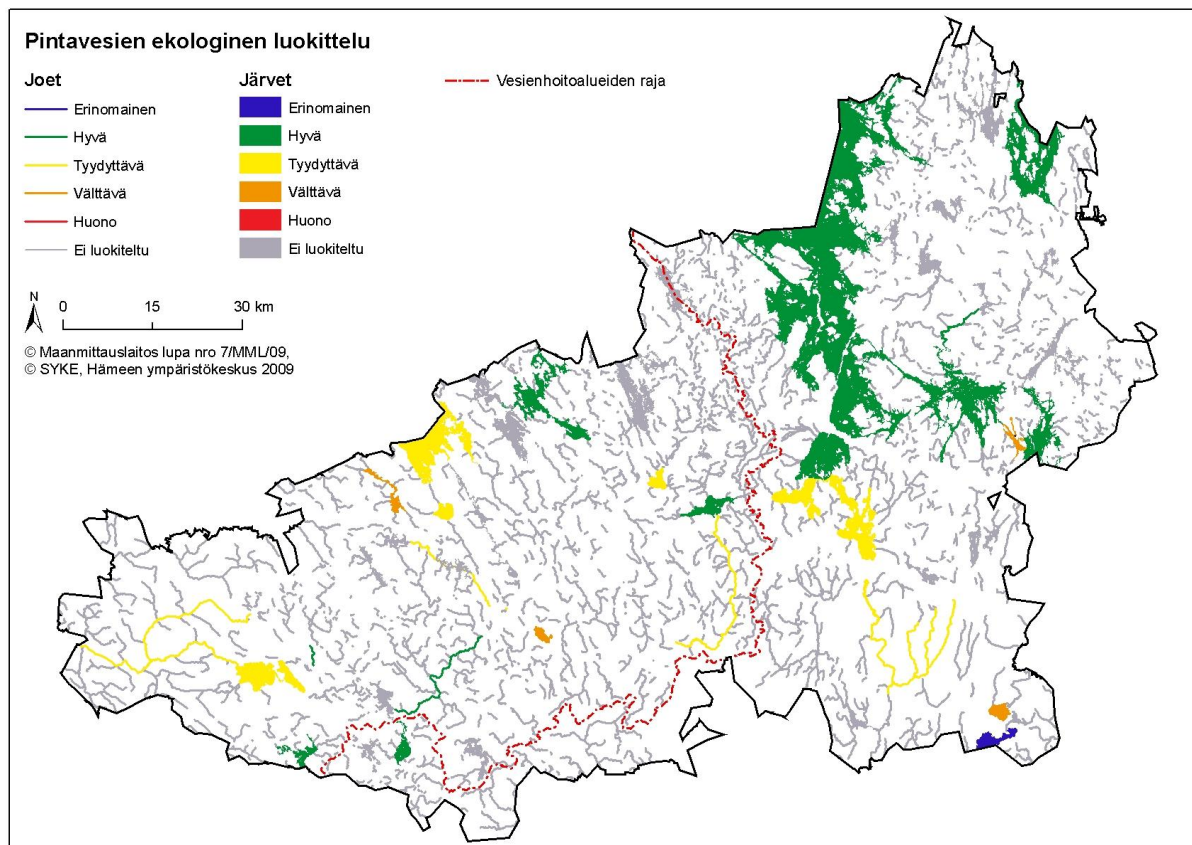 Pintavesien ekologinen luokittelu
Joet
Erinomainen
Hyvä
Tyydyttävä
Välttävä
Huono
Ei luokiteltu
Järvet
Erinomainen
Hyvä
Tyydyttävä
Välttävä
Huono
Ei luokiteltu
Vesienhoitoalueiden raja
N
0 15 30 km
© Maanmittauslaitos lupa nro 7/MML/09,
© SYKE, Hämeen ympäristökeskus 2009